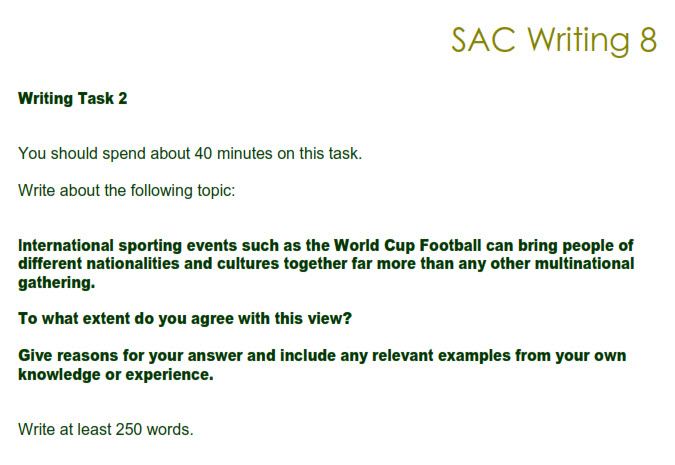 SAC Writing 8
Writing Task 2
You should spend about 40 minutes on this task.
Write about the following topic:
International sporting events such as the World Cup Football can bring people of
different nationalities and cultures together far more than any other multinational
gathering.
To what extent do you agree with this view?
Give reasons for your answer and include any relevant examples from your own
knowledge or experience.
Write at least 250 words.